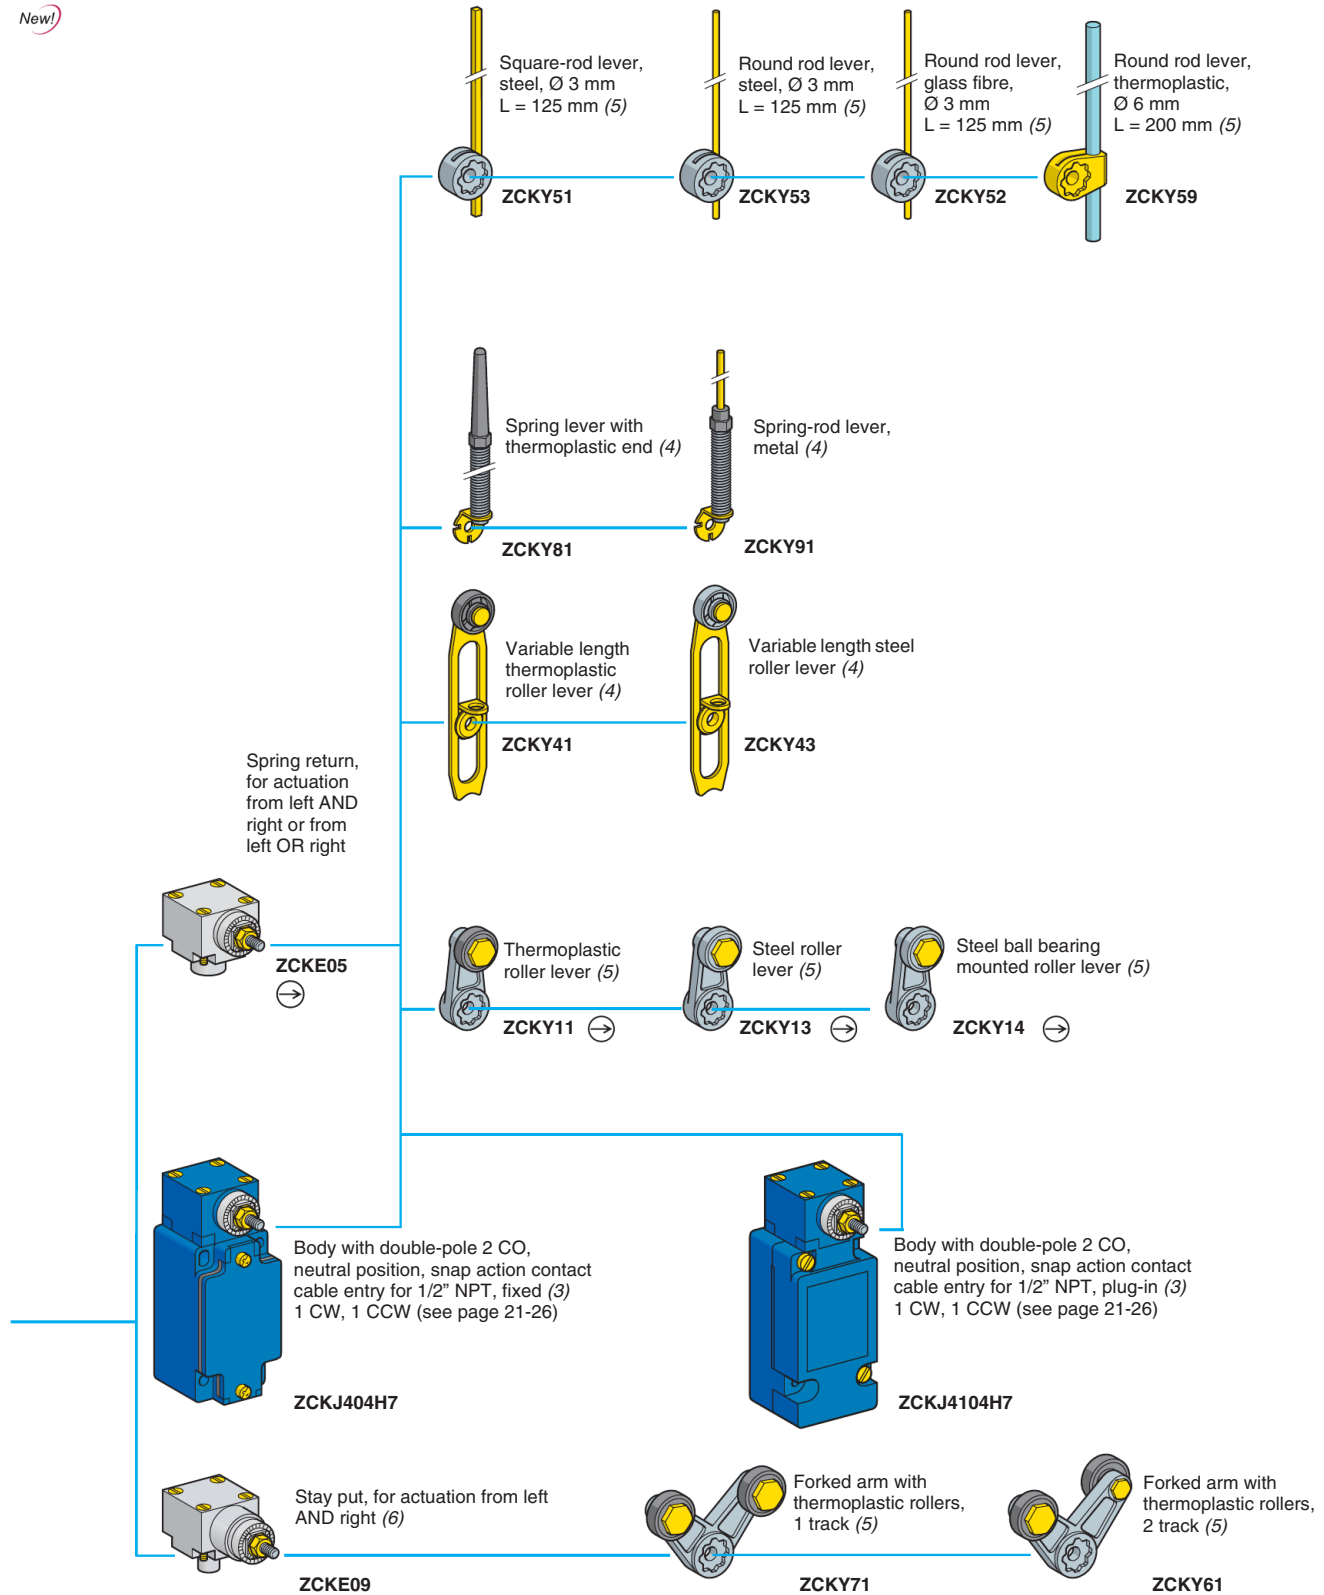 New!
Square-rod lever,
steel, Ø 3 mm
L = 125 mm (5)
ZCKY51
Round rod lever,
steel, Ø 3 mm
L = 125 mm (5)
ZCKY53
Round rod lever,
glass fibre,
Ø 3 mm
L = 125 mm (5)
ZCKY52
Round rod lever,
thermoplastic,
Ø 6 mm
L = 200 mm (5)
ZCKY59
Spring lever with
thermoplastic end (4)
ZCKY81
Spring-rod lever,
metal (4)
ZCKY91
Variable length
thermoplastic
roller lever (4)
ZCKY41
Variable length steel
roller lever (4)
ZCKY43
Spring return,
for actuation
from left AND
right or from
left OR right
ZCKE05
Thermoplastic
roller lever (5)
ZCKY11
Steel roller
lever (5)
ZCKY13
Steel ball bearing
mounted roller lever (5)
ZCKY14
Body with double-pole 2 CO,
neutral position, snap action contact
cable entry for 1/2” NPT, fixed (3)
1 CW, 1 CCW (see page 21-26)
ZCKJ404H7
Body with double-pole 2 CO,
neutral position, snap action contact
cable entry for 1/2” NPT, plug-in (3)
1 CW, 1 CCW (see page 21-26)
ZCKJ4104H7
Stay put, for actuation from left
AND right (6)
ZCKE09
Forked arm with
thermoplastic rollers,
1 track (5)
ZCKY71
Forked arm with
thermoplastic rollers,
2 track (5)
ZCKY61